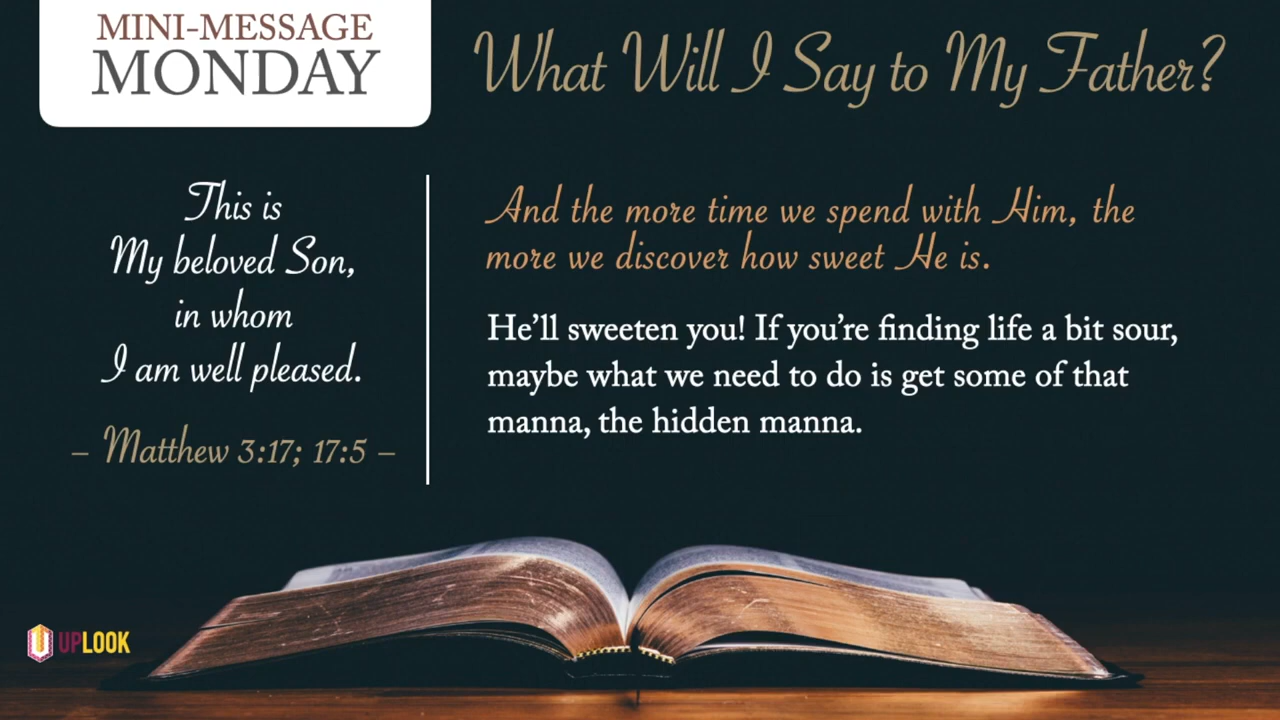 MINI-MESSAGE
MONDAY
What Will I Say to My Father?
This is
My beloved Son,
in whom
I am well pleased.
– Matthew 3:17; 17:5 –
And the more time we spend with Him, the
more we discover how sweet He is.
He’ll sweeten you! If you’re finding life a bit sour,
maybe what we need to do is get some of that
manna, the hidden manna.
UPLOOK